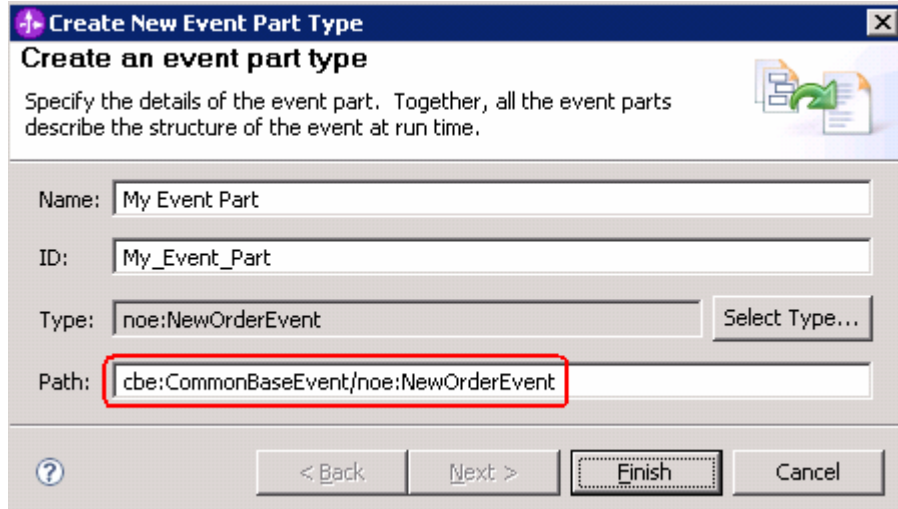 Create New Event Part Type
Create an event part type
Specify the details of the event part. Together, all the event parts
describe the structure of the event at run time.
Name: My Event Part
ID: My_Event_Part
Type: noe:NewOrderEvent Select Type...
Path: cbe:CommonBaseEvent/noe:NewOrderEvent
? < Back Next > Finish Cancel